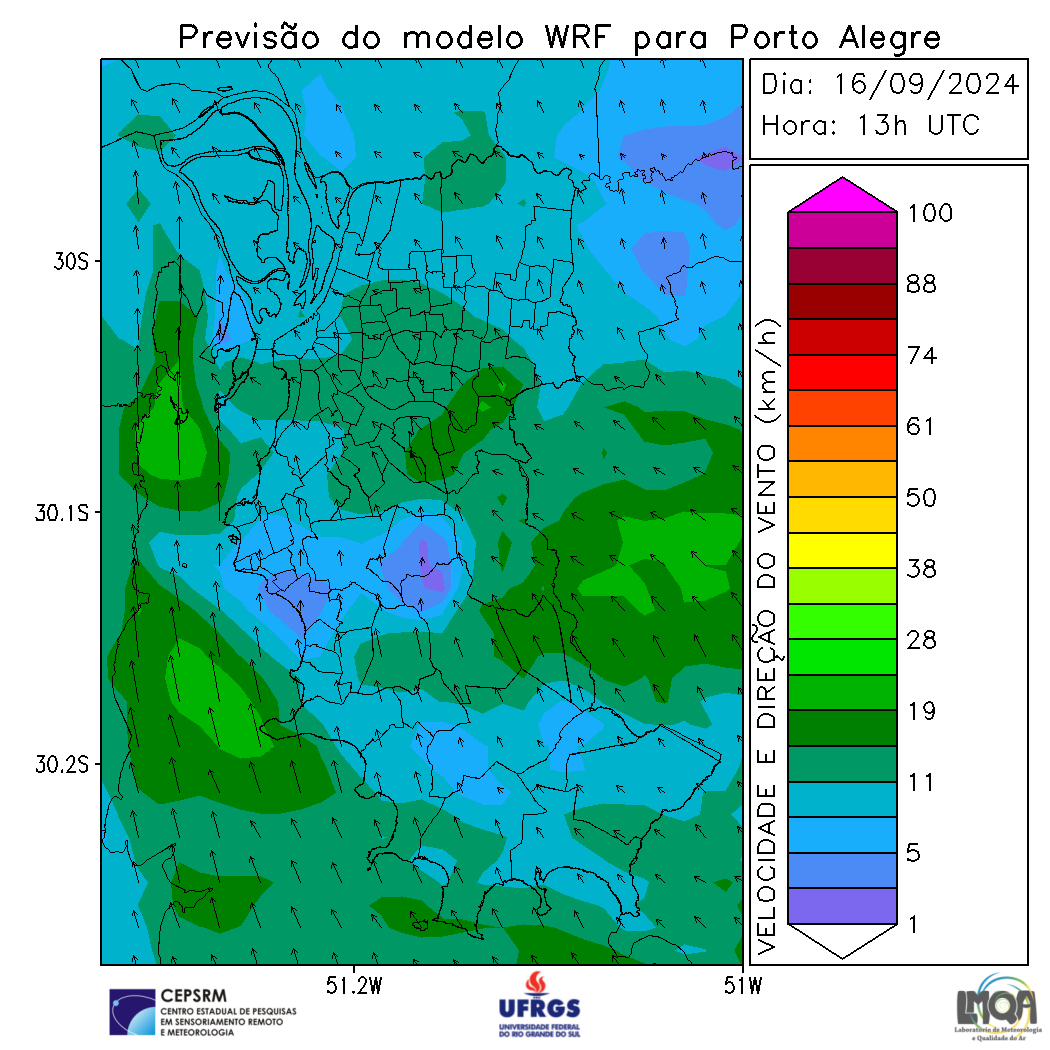 Previsão do modelo WRF para Porto Alegre
Dia: 16/09/2024
Hora: 13h UTC
30S
30.1S
30.2S
51.2W
51W
VELOCIDADE E DIREÇÃO DO VENTO (km/h)
100
88
74
61
50
38
28
19
11
5
1
CEPSRM
CENTRO ESTADUAL DE PESQUISAS
EM SENSORIAMENTO REMOTO
E METEOROLOGIA
UFRGS
UNIVERSIDADE FEDERAL
DO RIO GRANDE DO SUL
LMQA
Laboratório de Meteorologia
e Qualidade do Ar